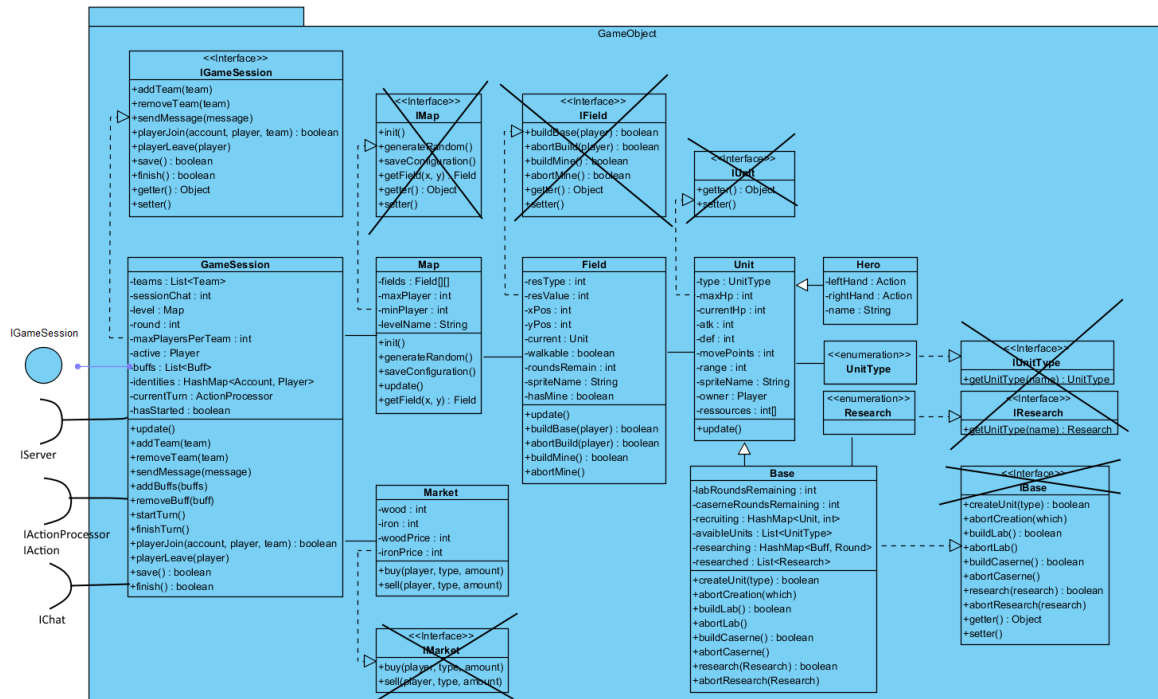 GameObject
<<Interface>>
IGameSession
+addTeam(team)
+removeTeam(team)
+sendMessage(message)
+playerJoin(account, player, team) : boolean
+playerLeave(player)
+save() : boolean
+finish() : boolean
+getter() : Object
+setter()
<<Interface>>
IMap
+init()
+generateRandom()
+saveConfiguration()
+getField(x, y) : Field
+getter() : Object
+setter()
<<Interface>>
IField
+buildBase(player) : boolean
+abortBuild(player) : boolean
+buildMine() : boolean
+abortMine() : boolean
+getter() : Object
+setter()
<<Interface>>
IUnit
+getter() : Object
+setter()
GameSession
-teams : List<Team>
-sessionChat : int
-level : Map
-round : int
-maxPlayersPerTeam : int
-active : Player
-buffs : List<Buff>
-identities : HashMap<Account, Player>
-currentTurn : ActionProcessor
-hasStarted : boolean
+update()
+addTeam(team)
+removeTeam(team)
+sendMessage(message)
+addBuffs(buffs)
+removeBuff(buff)
+startTurn()
+finishTurn()
+playerJoin(account, player, team) : boolean
+playerLeave(player)
+save() : boolean
+finish() : boolean
Map
-fields : Field[][]
-maxPlayer : int
-minPlayer : int
-levelName : String
+init()
+generateRandom()
+saveConfiguration()
+update()
+getField(x, y) : Field
Field
-resType : int
-resValue : int
-xPos : int
-yPos : int
-current : Unit
-walkable : boolean
-roundsRemain : int
-spriteName : String
-hasMine : boolean
+update()
+buildBase(player) : boolean
+abortBuild(player) : boolean
+buildMine() : boolean
+abortMine()
Unit
-type : UnitType
-maxHp : int
-currentHp : int
-atk : int
-def : int
-movePoints : int
-range : int
-spriteName : String
-owner : Player
-ressources : int[]
+update()
Hero
-leftHand : Action
-rightHand : Action
-name : String
<<enumeration>>
UnitType
<<Interface>>
IUnitType
+getUnitType(name) : UnitType
<<enumeration>>
Research
<<Interface>>
IResearch
+getUnitType(name) : Research
IGameSession
IServer
IActionProcessor
IAction
IChat
Market
-wood : int
-iron : int
-woodPrice : int
-ironPrice : int
+buy(player, type, amount)
+sell(player, type, amount)
<<Interface>>
IMarket
+buy(player, type, amount)
+sell(player, type, amount)
Base
-labRoundsRemaining : int
-caserneRoundsRemaining : int
-recruiting : HashMap<Unit, int>
-avaibleUnits : List<UnitType>
-researching : HashMap<Buff, Round>
-researched : List<Research>
+createUnit(type) : boolean
+abortCreation(which)
+buildLab() : boolean
+abortLab()
+buildCaserne() : boolean
+abortCaserne()
+research(Research) : boolean
+abortResearch(Research)
<<Interface>>
IBase
+createUnit(type) : boolean
+abortCreation(which)
+buildLab() : boolean
+abortLab()
+buildCaserne() : boolean
+abortCaserne()
+research(research) : boolean
+abortResearch(research)
+getter() : Object
+setter()